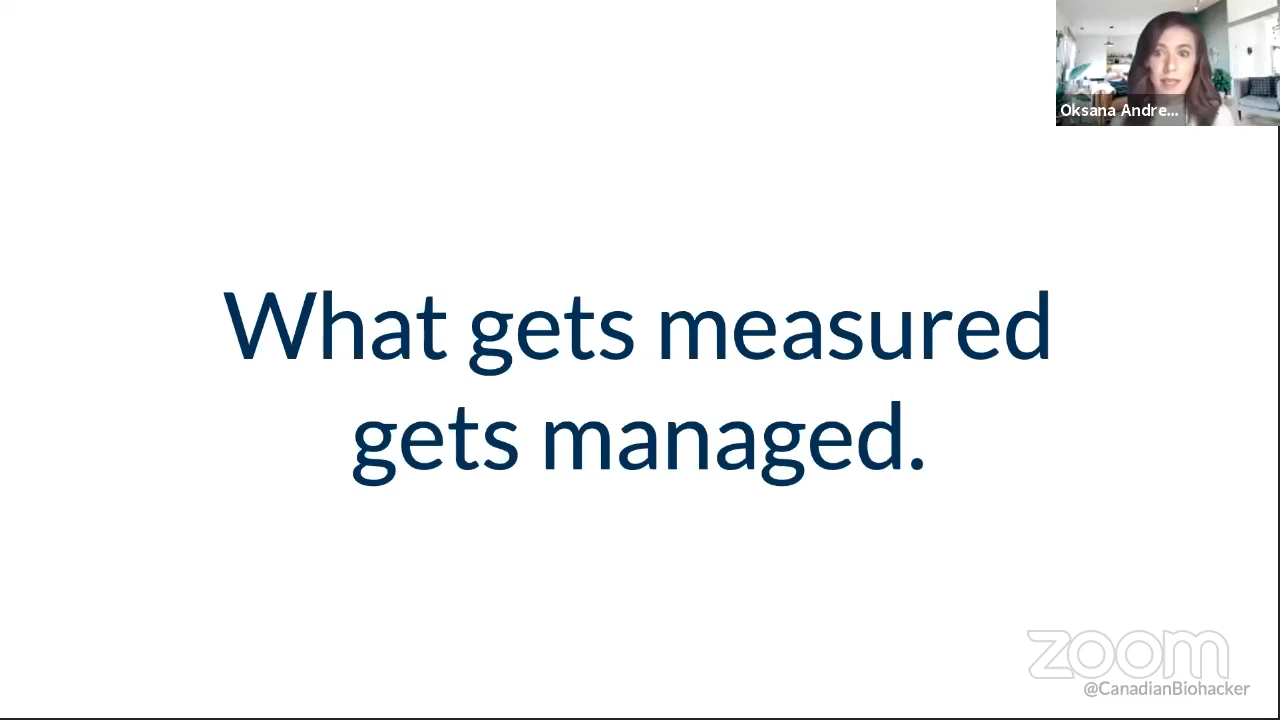 Oksana Andre...
What gets measured
gets managed.
zoom
@CanadianBiohacker